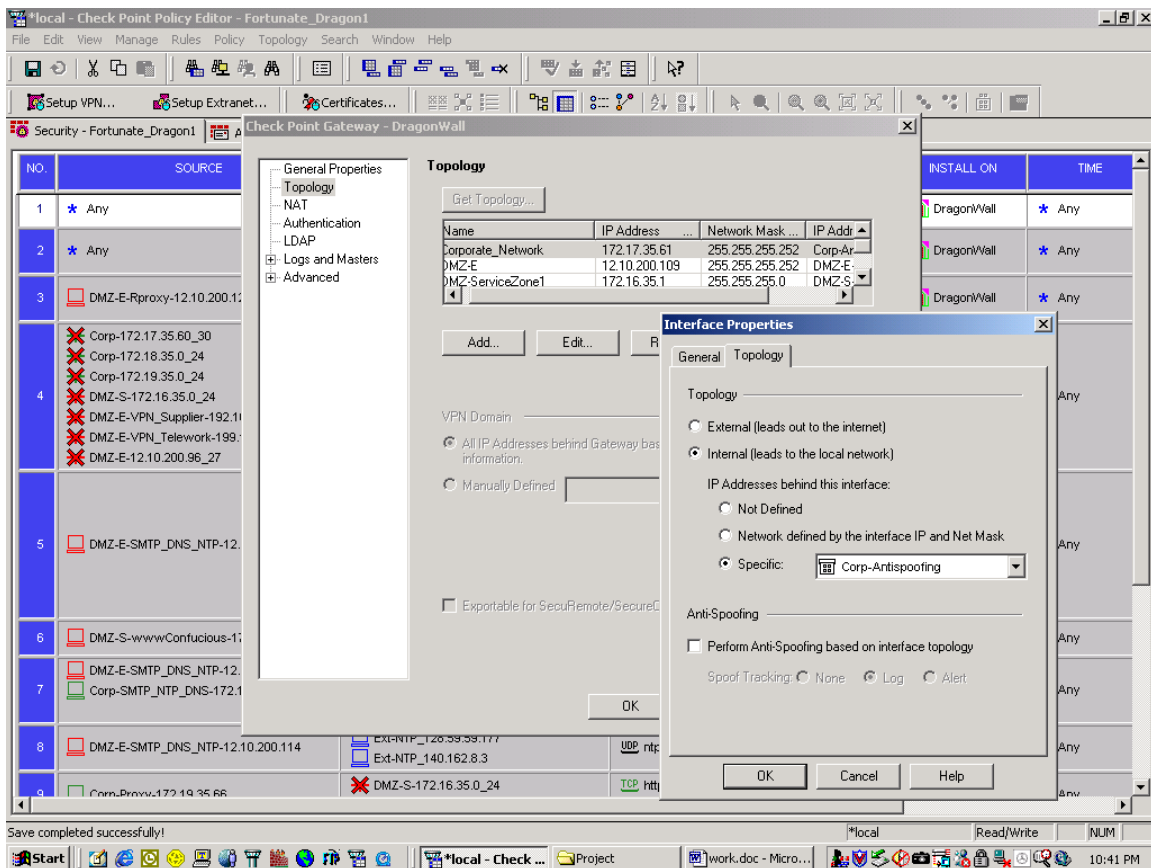 *local - Check Point Policy Editor - Fortunate_Dragon1
File Edit View Manage Rules Policy Topology Search Window Help
Setup VPN... Setup Extranet... Certificates...
Security - Fortunate_Dragon1
Check Point Gateway - DragonWall
NO. SOURCE INSTALL ON TIME
1 * Any DragonWall * Any
2 * Any DragonWall * Any
3 DMZ-E-Rproxy-12.10.200.12 DragonWall * Any
4 Corp-172.17.35.60_30
Corp-172.18.35.0_24
Corp-172.19.35.0_24
DMZ-S-172.16.35.0_24 Any
DMZ-E-VPN_Supplier-192.1
DMZ-E-VPN_Telework-199.
DMZ-E-12.10.200.96_27
5 DMZ-E-SMTP_DNS_NTP-12. Any
6 DMZ-S-wwwConfucious-17 Any
7 DMZ-E-SMTP_DNS_NTP-12.
Corp-SMTP_NTP_DNS-172.1 Any
8 DMZ-E-SMTP_DNS_NTP-12.10.200.114 Ext-NTP_128.59.59.177 UDP ntp Any
Ext-NTP_140.162.8.3
9 Corp-Proxy-172.19.35.66 DMZ-S-172.16.35.0_24 TCP http Any
General Properties
Topology
NAT
Authentication
LDAP
Logs and Masters
Advanced
Topology
Get Topology...
Name IP Address ... Network Mask ... IP Addr
Corporate_Network 172.17.35.61 255.255.255.252 Corp-An
DMZ-E 12.10.200.109 255.255.255.252 DMZ-E-
DMZ-ServiceZone1 172.16.35.1 255.255.255.0 DMZ-S-
Add... Edit... R
VPN Domain
All IP Addresses behind Gateway bas
information.
Manually Defined
Exportable for SecuRemote/SecureC
OK
Interface Properties
General Topology
Topology
External (leads out to the internet)
Internal (leads to the local network)
IP Addresses behind this interface:
Not Defined
Network defined by the interface IP and Net Mask
Specific: Corp-Antispoofing
Anti-Spoofing
Perform Anti-Spoofing based on interface topology
Spoof Tracking: None Log Alert
OK Cancel Help
Save completed successfully! *local Read/Write NUM
Start *local - Check ... Project work.doc - Micro... 10:41 PM